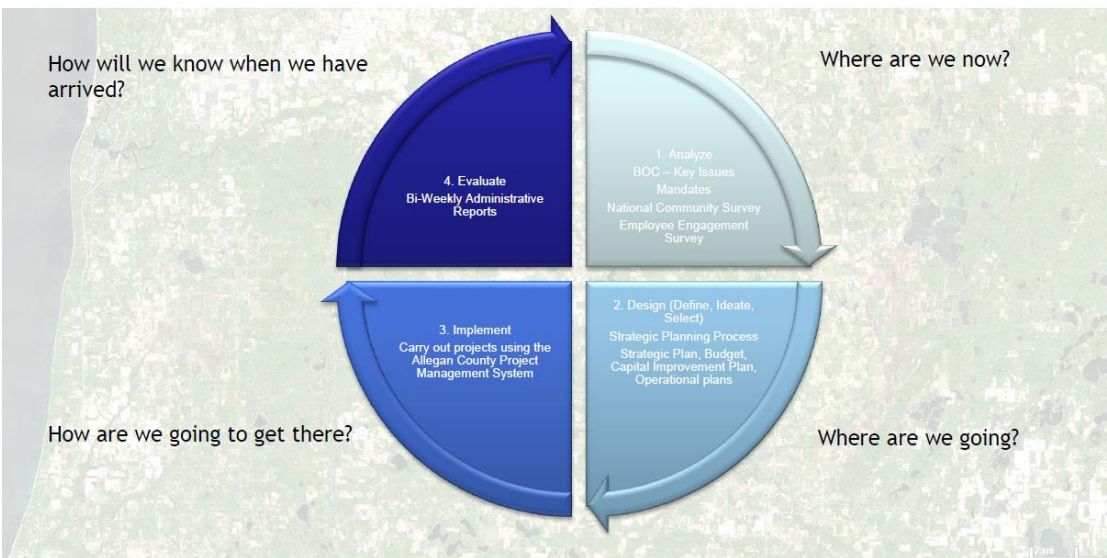 How will we know when we have
arrived?
Where are we now?
4. Evaluate
Bi-Weekly Administrative
Reports
1. Analyze
BOC – Key Issues
Mandates
National Community Survey
Employee Engagement
Survey
3. Implement
Carry out projects using the
Allegan County Project
Management System
2. Design (Define, Ideate,
Select)
Strategic Planning Process
Strategic Plan, Budget,
Capital Improvement Plan,
Operational plans
How are we going to get there?
Where are we going?